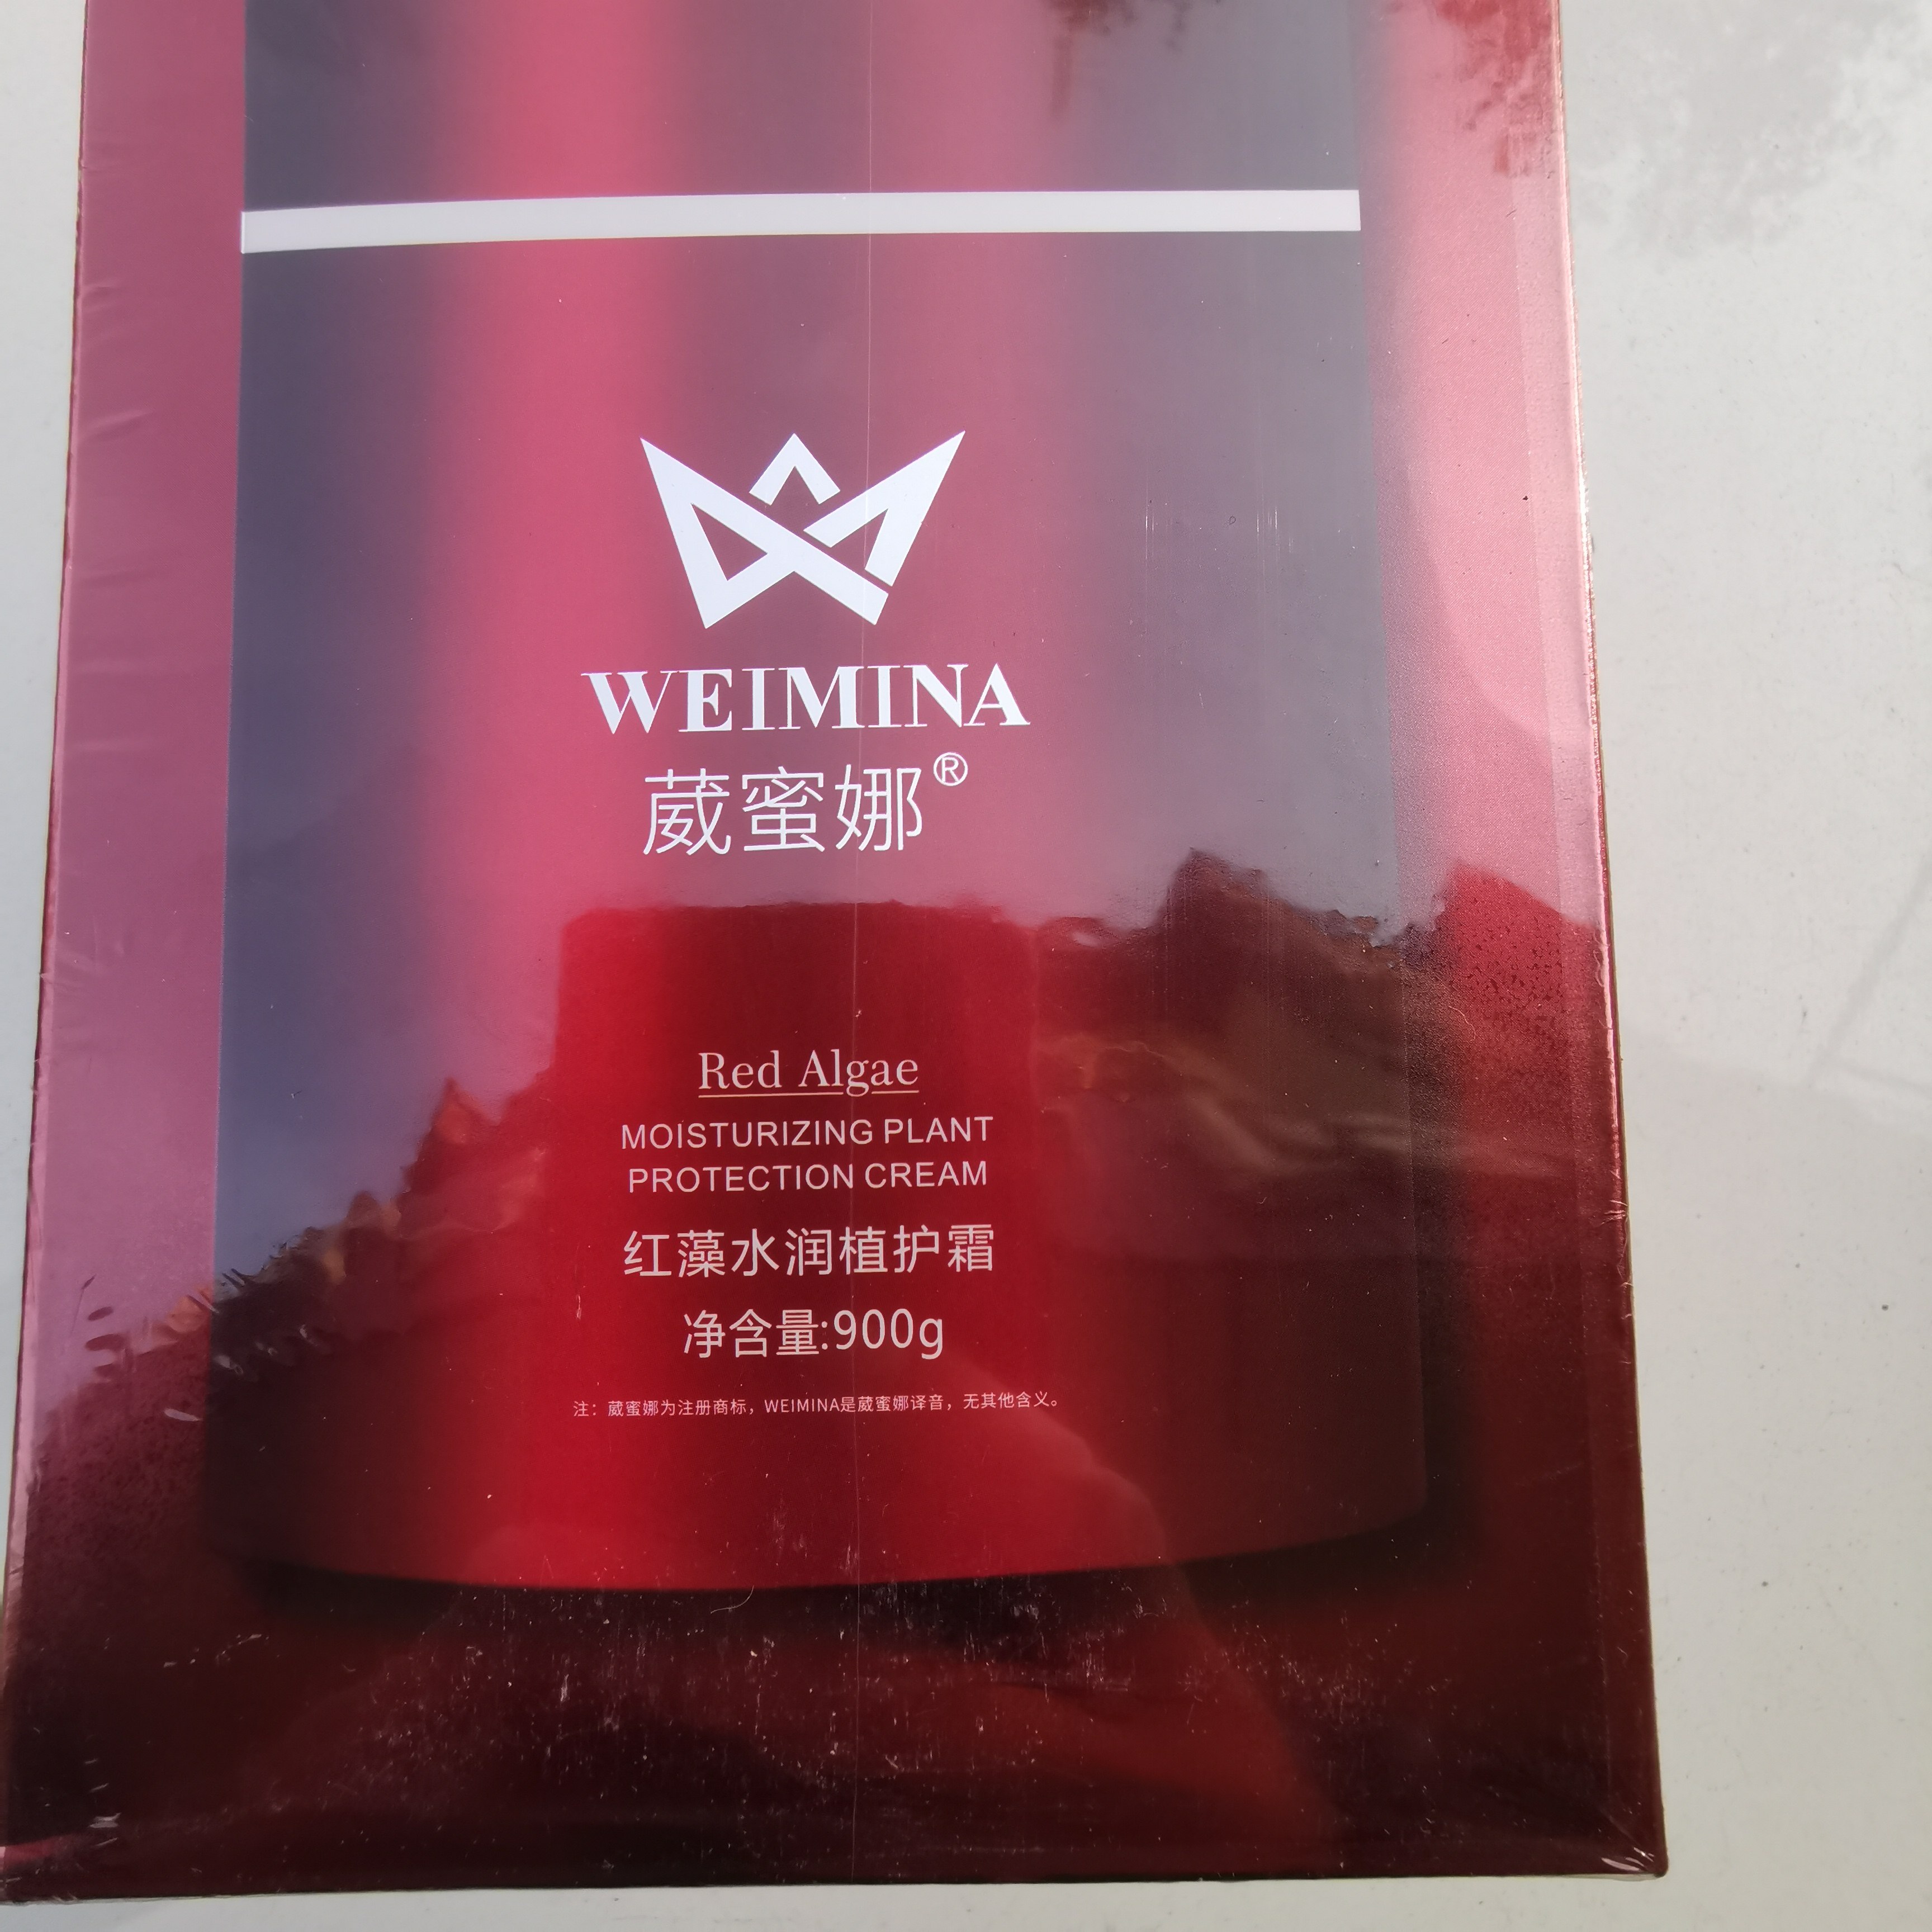 WEIMINA
葳蜜娜®
Red Algae
MOISTURIZING PLANT
PROTECTION CREAM
红藻水润植护霜
净含量:900g
注：葳蜜娜为注册商标，WEIMINA是葳蜜娜译音，无其他含义。